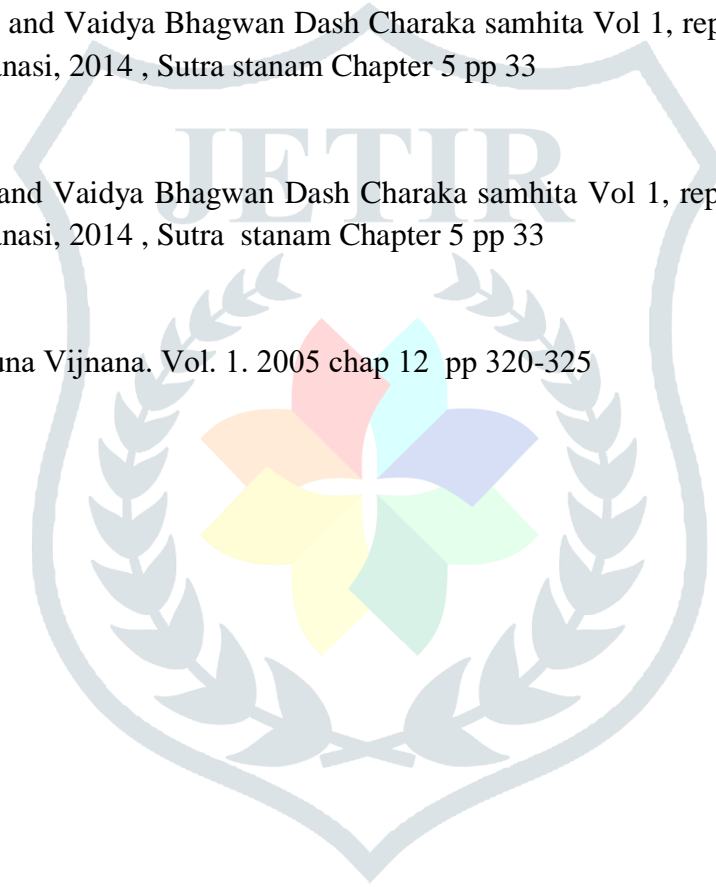 and Vaidya Bhagwan Dash Charaka samhita Vol 1, rep
anasi, 2014 , Sutra stanam Chapter 5 pp 33
JETIR
and Vaidya Bhagwan Dash Charaka samhita Vol 1, rep
anasi, 2014 , Sutra stanam Chapter 5 pp 33
una Vijnana. Vol. 1. 2005 chap 12 pp 320-325